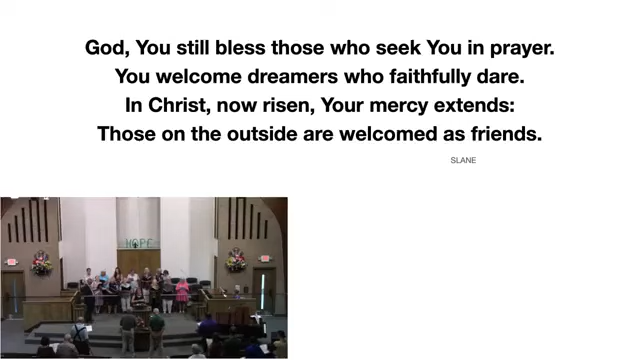 God, You still bless those who seek You in prayer.
You welcome dreamers who faithfully dare.
In Christ, now risen, Your mercy extends:
Those on the outside are welcomed as friends.
SLANE
HOPE